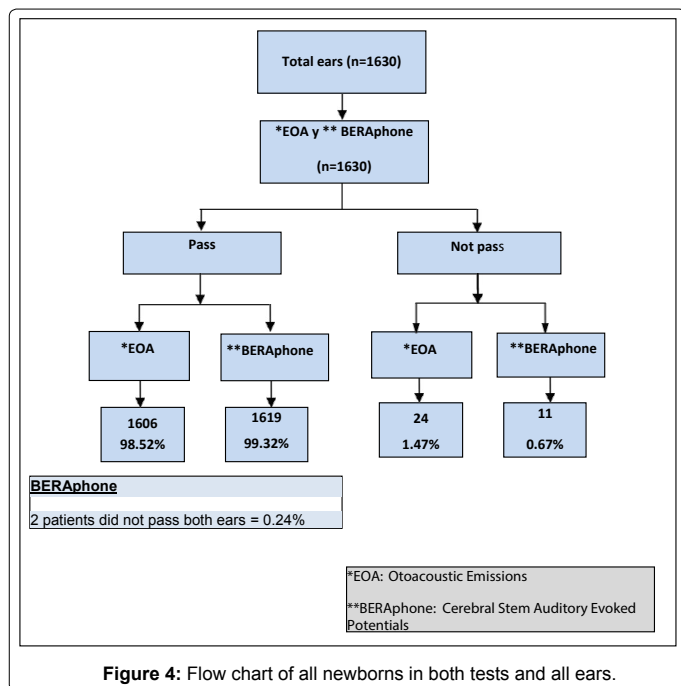 Total ears (n=1630)
*EOA y ** BERAphone
(n=1630)
Pass
Not pass
*EOA
**BERAphone
*EOA
**BERAphone
1606
98.52%
1619
99.32%
24
1.47%
11
0.67%
BERAphone
2 patients did not pass both ears = 0.24%
*EOA: Otoacoustic Emissions
**BERAphone: Cerebral Stem Auditory Evoked
Potentials
Figure 4: Flow chart of all newborns in both tests and all ears.